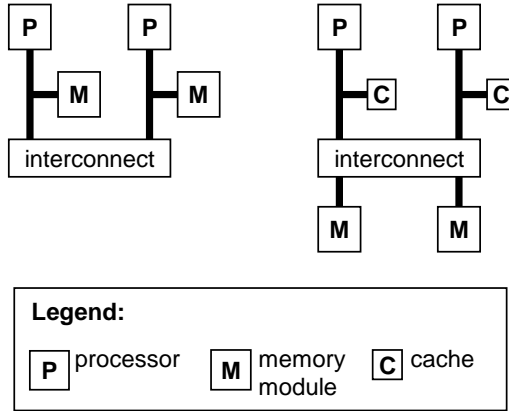 P P
M M
interconnect
P P
C C
interconnect
M M
Legend:
P processor M memory module C cache